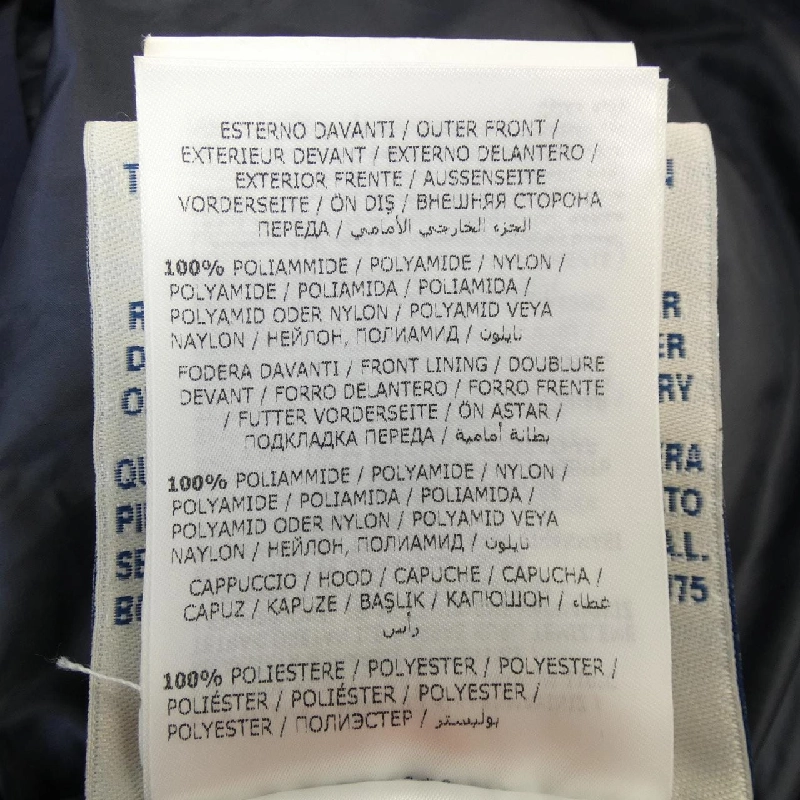 ESTERNO DAVANTI / OUTER FRONT /
EXTERIEUR DEVANT / EXTERNO DELANTERO /
EXTERIOR FRENTE / AUSSENSEITE
VORDERSEITE / ÖN DIŞ / ВНЕШНЯЯ СТОРОНА
ПЕРЕДА / الجزء الخارجي الأمامي
100% POLIAMMIDE / POLYAMIDE / NYLON /
POLYAMIDE / POLIAMIDA / POLIAMIDA /
POLYAMID ODER NYLON / POLYAMID VEYA
NAYLON / НЕЙЛОН, ПОЛИАМИД / نايلون
FODERA DAVANTI / FRONT LINING / DOUBLURE
DEVANT / FORRO DELANTERO / FORRO FRENTE
/ FUTTER VORDERSEITE / ÖN ASTAR /
ПОДКЛАДКА ПЕРЕДА / بطانة أمامية
100% POLIAMMIDE / POLYAMIDE / NYLON /
POLYAMIDE / POLIAMIDA / POLIAMIDA /
POLYAMID ODER NYLON / POLYAMID VEYA
NAYLON / НЕЙЛОН, ПОЛИАМИД / نايلون
CAPPUCCIO / HOOD / CAPUCHE / CAPUCHA /
CAPUZ / KAPUZE / BAŞLIK / КАПЮШОН / غطاء
رأس
100% POLIESTERE / POLYESTER / POLYESTER /
POLIÉSTER / POLIÉSTER / POLYESTER /
POLYESTER / ПОЛИЭСТЕР / بوليستر